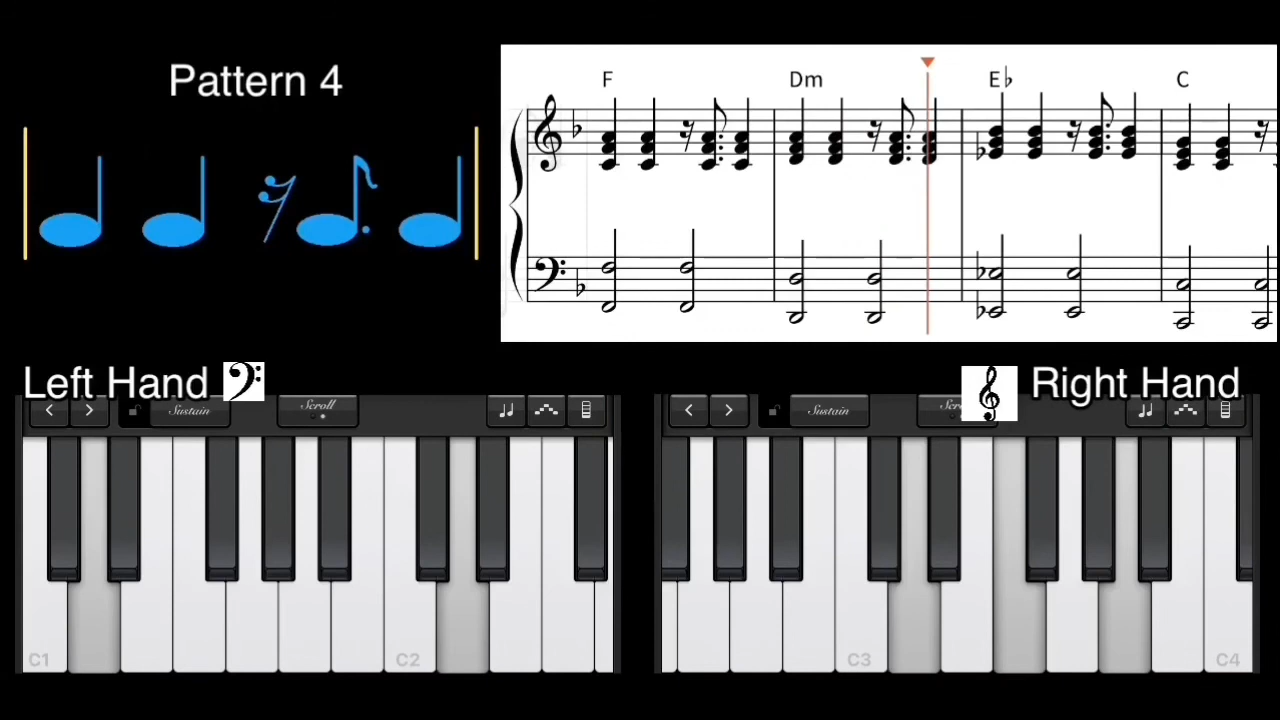 Pattern 4
F Dm E♭ C
Left Hand
Right Hand
Sustain Scroll
Sustain
C1 C2
C3 C4